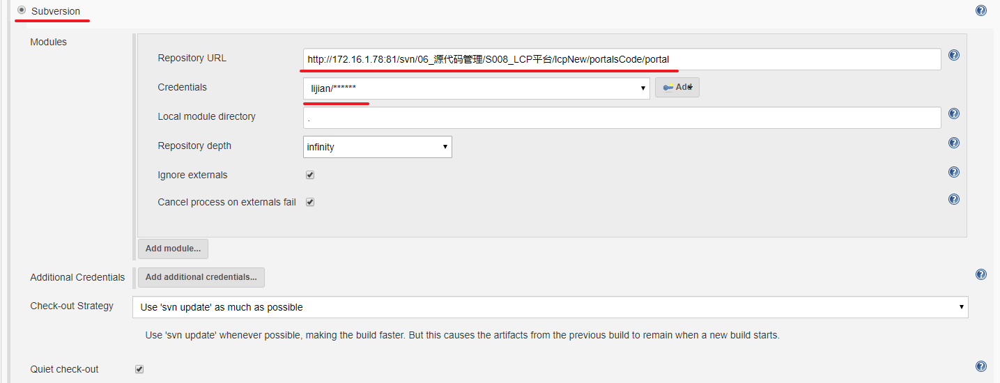 Subversion
Modules
Repository URL
http://172.16.1.78:81/svn/06_源代码管理/S008_LCP平台/lcpNew/portalsCode/portal
Credentials
lijian/******
Add
Local module directory
.
Repository depth
infinity
Ignore externals
Cancel process on externals fail
Add module...
Additional Credentials
Add additional credentials...
Check-out Strategy
Use 'svn update' as much as possible
Use 'svn update' whenever possible, making the build faster. But this causes the artifacts from the previous build to remain when a new build starts.
Quiet check-out